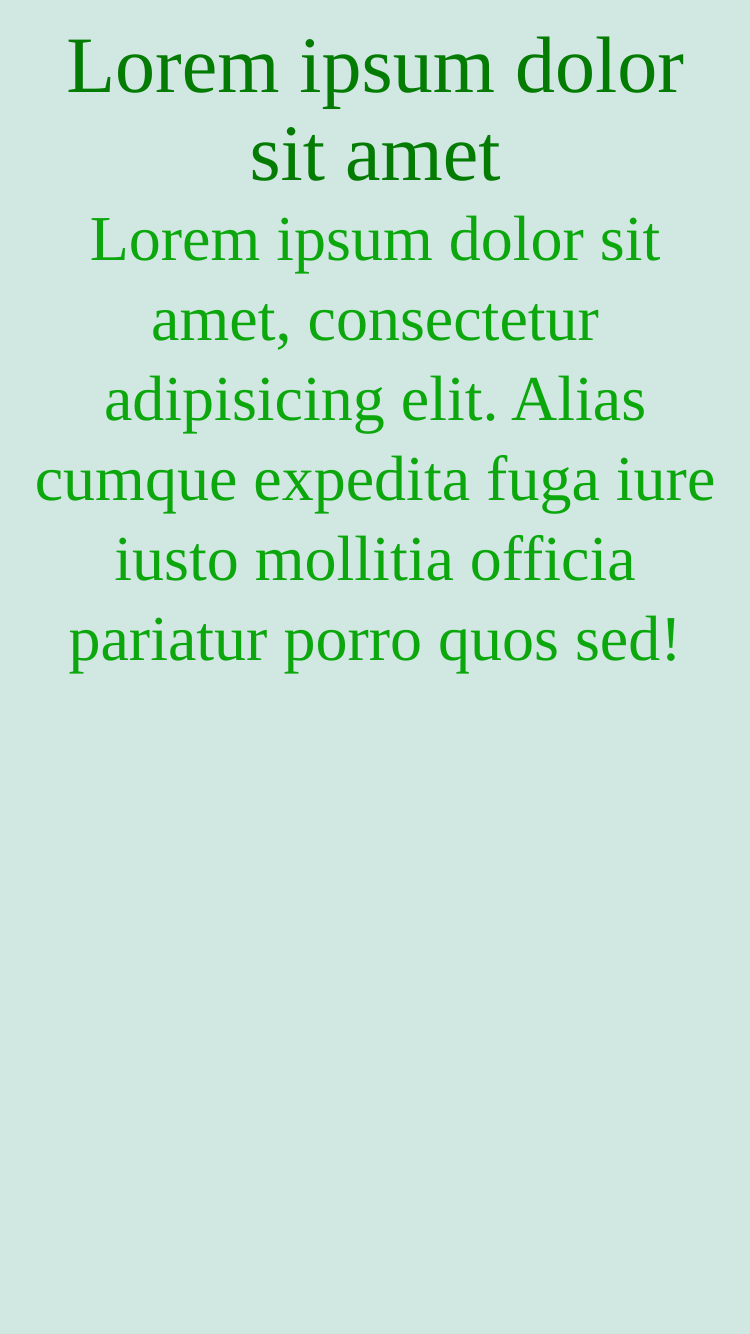 Lorem ipsum dolor
sit amet
Lorem ipsum dolor sit
amet, consectetur
adipisicing elit. Alias
cumque expedita fuga iure
iusto mollitia officia
pariatur porro quos sed!